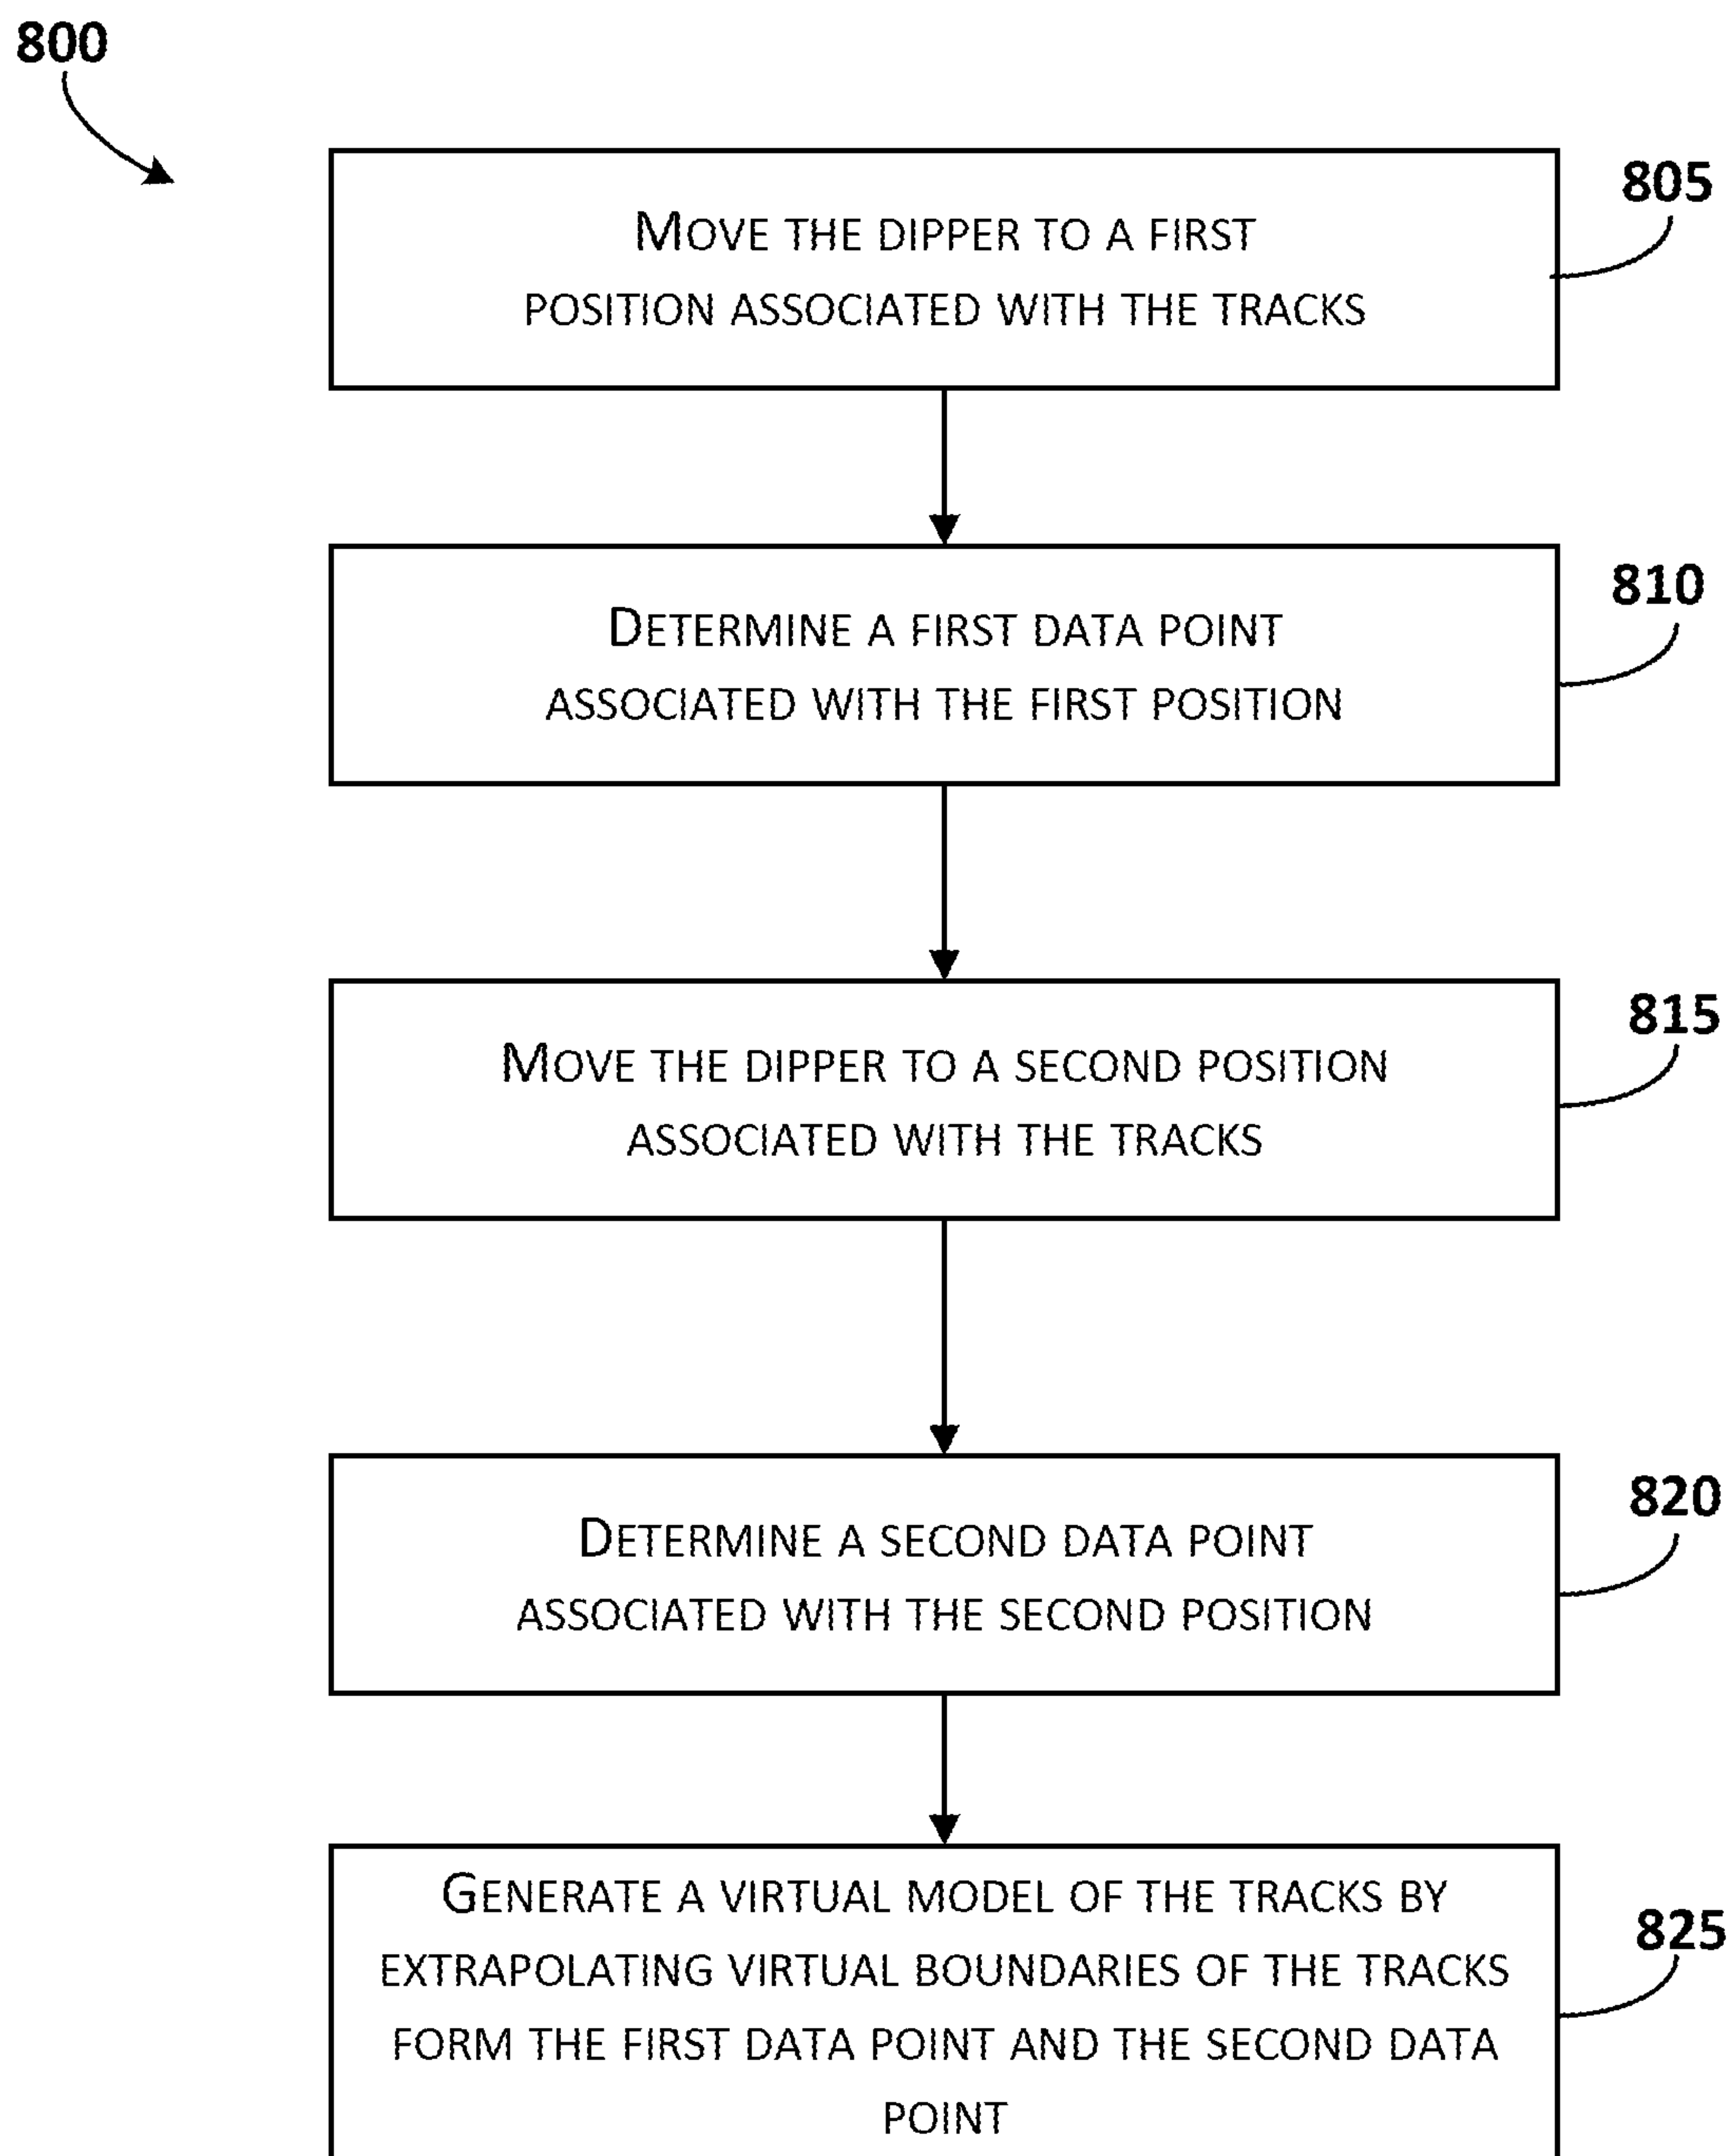 800
MOVE THE DIPPER TO A FIRST
POSITION ASSOCIATED WITH THE TRACKS
805
DETERMINE A FIRST DATA POINT
ASSOCIATED WITH THE FIRST POSITION
810
MOVE THE DIPPER TO A SECOND POSITION
ASSOCIATED WITH THE TRACKS
815
DETERMINE A SECOND DATA POINT
ASSOCIATED WITH THE SECOND POSITION
820
GENERATE A VIRTUAL MODEL OF THE TRACKS BY
EXTRAPOLATING VIRTUAL BOUNDARIES OF THE TRACKS
FORM THE FIRST DATA POINT AND THE SECOND DATA
POINT
825